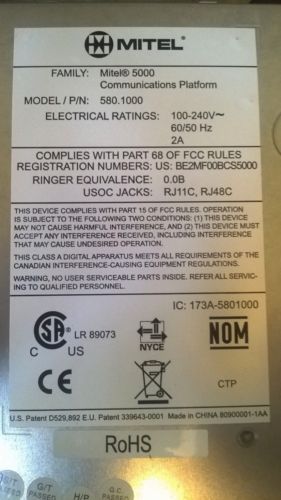 MITEL®
FAMILY: Mitel® 5000
Communications Platform
MODEL / P/N: 580.1000
ELECTRICAL RATINGS: 100-240V~
60/50 Hz
2A
COMPLIES WITH PART 68 OF FCC RULES
REGISTRATION NUMBERS: US: BE2MF00BCS5000
RINGER EQUIVALENCE: 0.0B
USOC JACKS: RJ11C, RJ48C
THIS DEVICE COMPLIES WITH PART 15 OF FCC RULES. OPERATION
IS SUBJECT TO THE FOLLOWING TWO CONDITIONS: (1) THIS DEVICE
MAY NOT CAUSE HARMFUL INTERFERENCE, AND (2) THIS DEVICE MUST
ACCEPT ANY INTERFERENCE RECEIVED, INCLUDING INTERFERENCE
THAT MAY CAUSE UNDESIRED OPERATION.
THIS CLASS A DIGITAL APPARATUS MEETS ALL REQUIREMENTS OF THE
CANADIAN INTERFERENCE-CAUSING EQUIPMENT REGULATIONS.
WARNING, NO USER SERVICEABLE PARTS INSIDE. REFER ALL SERVIC-
ING TO QUALIFIED PERSONNEL.
IC: 173A-5801000
LR 89073
C US
NYCE
NOM
CE
CTP
U.S. Patent D529,892 E.U. Patent 339643-0001 Made in CHINA 80900001-1AA
RoHS
G/T
PASSED
H/P
Q.C.
PASSED